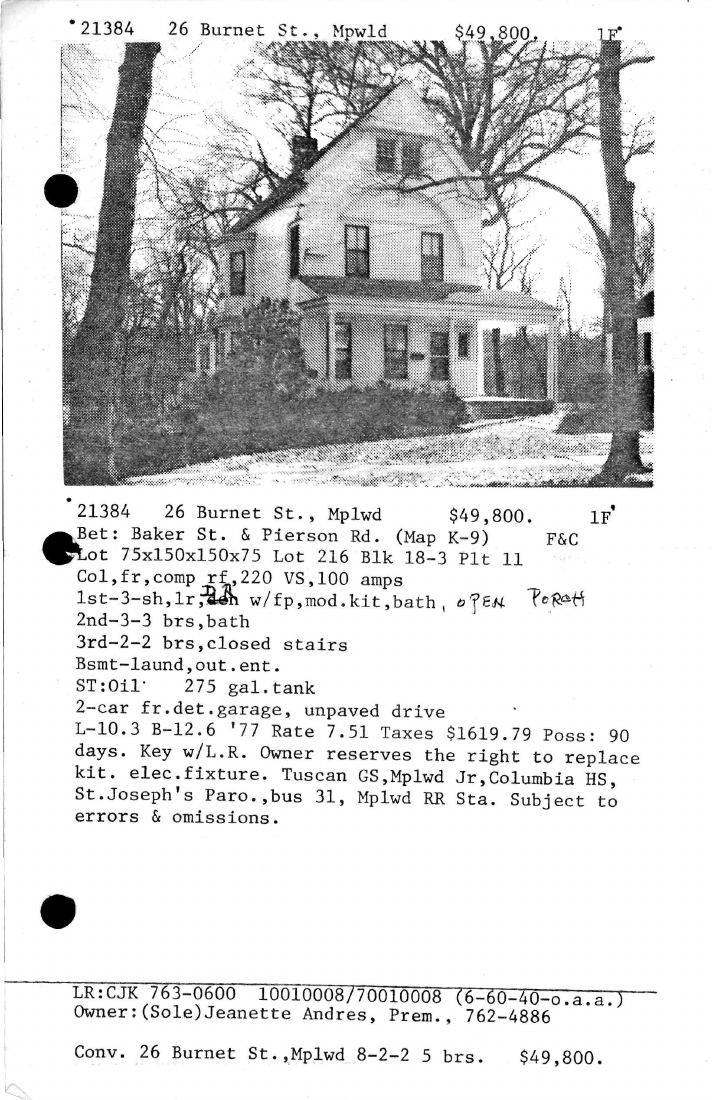 21384 26 Burnet St., Mpwld $49,800. 1F
21384 26 Burnet St., Mplwd $49,800. 1F
Bet: Baker St. & Pierson Rd. (Map K-9) F&C
Lot 75x150x150x75 Lot 216 Blk 18-3 Plt 11
Col,fr,comp rf,220 VS,100 amps
1st-3-sh,lr,DR w/fp,mod.kit,bath, OPEN PORCH
2nd-3-3 brs,bath
3rd-2-2 brs,closed stairs
Bsmt-laund,out.ent.
ST:Oil 275 gal.tank
2-car fr.det.garage, unpaved drive
L-10.3 B-12.6 '77 Rate 7.51 Taxes $1619.79 Poss: 90
days. Key w/L.R. Owner reserves the right to replace
kit. elec.fixture. Tuscan GS,Mplwd Jr,Columbia HS,
St.Joseph's Paro.,bus 31, Mplwd RR Sta. Subject to
errors & omissions.
LR:CJK 763-0600 10010008/70010008 (6-60-40-o.a.a.)
Owner:(Sole)Jeanette Andres, Prem., 762-4886
Conv. 26 Burnet St.,Mplwd 8-2-2 5 brs. $49,800.